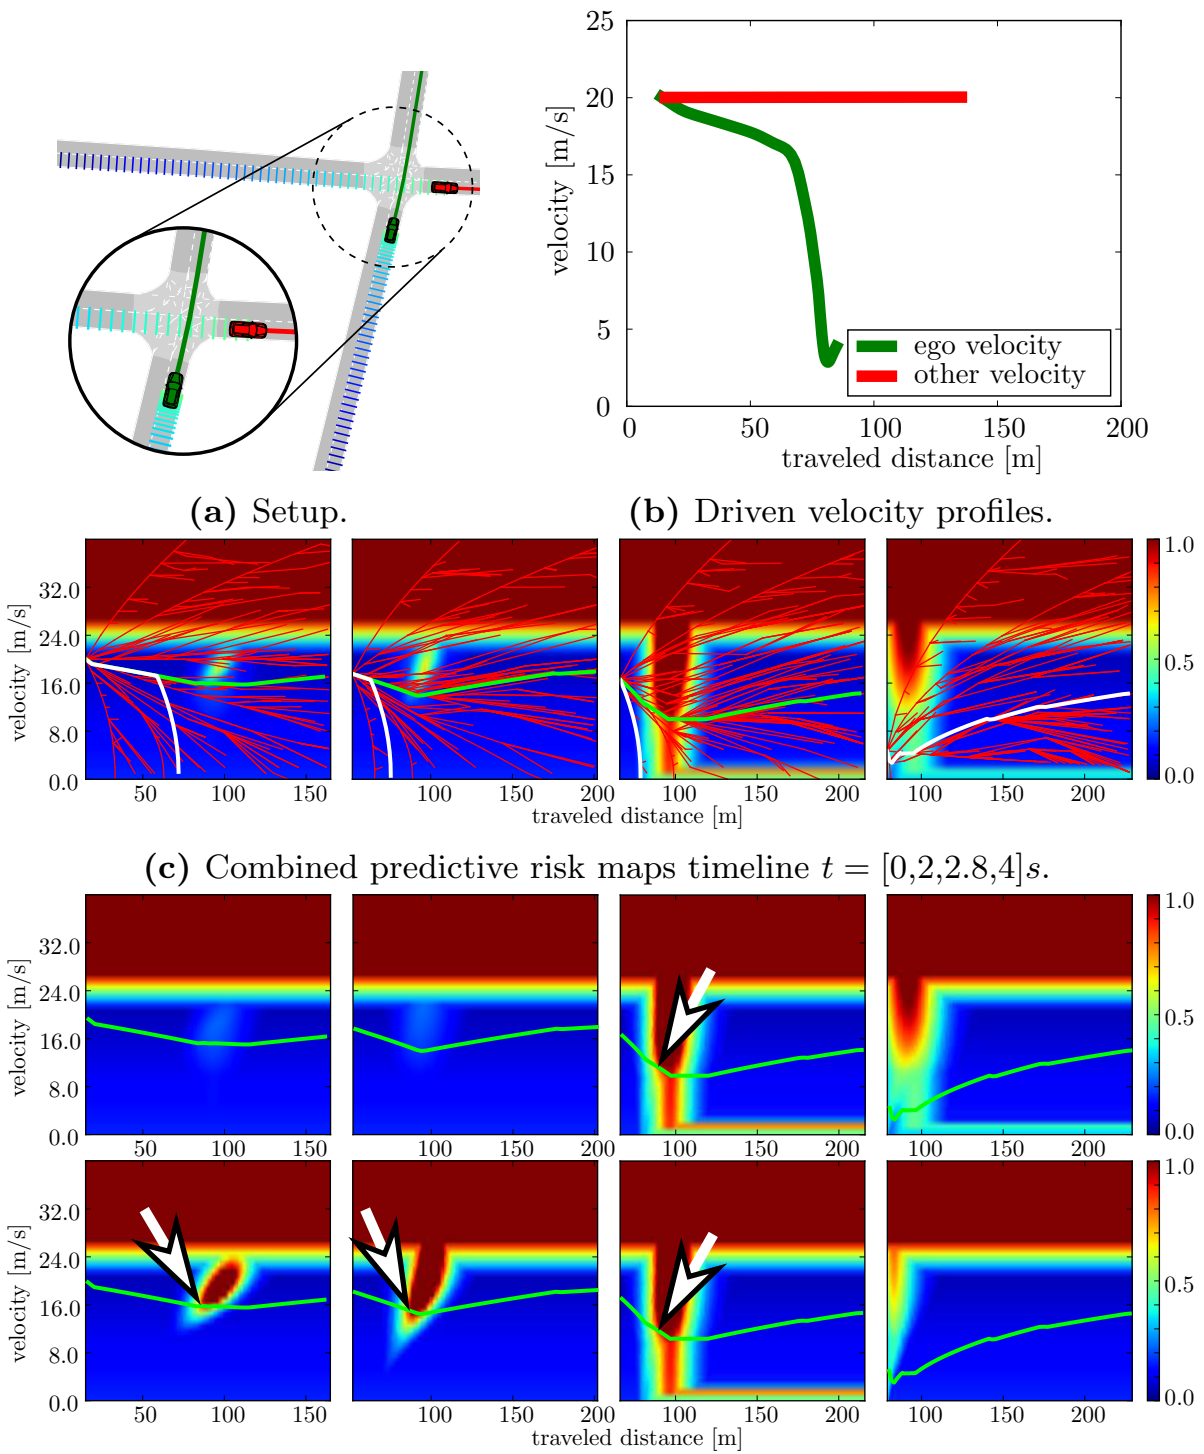 25
20
15
10
5
0
velocity [m/s]
ego velocity
other velocity
0 50 100 150 200
traveled distance [m]
(a) Setup.
(b) Driven velocity profiles.
32.0
24.0
16.0
8.0
0.0
velocity [m/s]
1.0
0.5
0.0
50 100 150
100 150 200
100 150 200
100 150 200
traveled distance [m]
(c) Combined predictive risk maps timeline t = [0,2,2.8,4]s.
32.0
24.0
16.0
8.0
0.0
velocity [m/s]
1.0
0.5
0.0
50 100 150
100 150 200
100 150 200
100 150 200
32.0
24.0
16.0
8.0
0.0
velocity [m/s]
1.0
0.5
0.0
50 100 150
100 150 200
100 150 200
100 150 200
traveled distance [m]